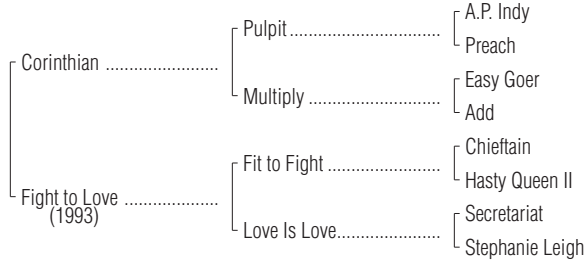 A.P. Indy
Pulpit
Preach
Corinthian
Easy Goer
Multiply
Add
Chieftain
Fit to Fight
Hasty Queen II
Fight to Love
(1993)
Secretariat
Love Is Love
Stephanie Leigh